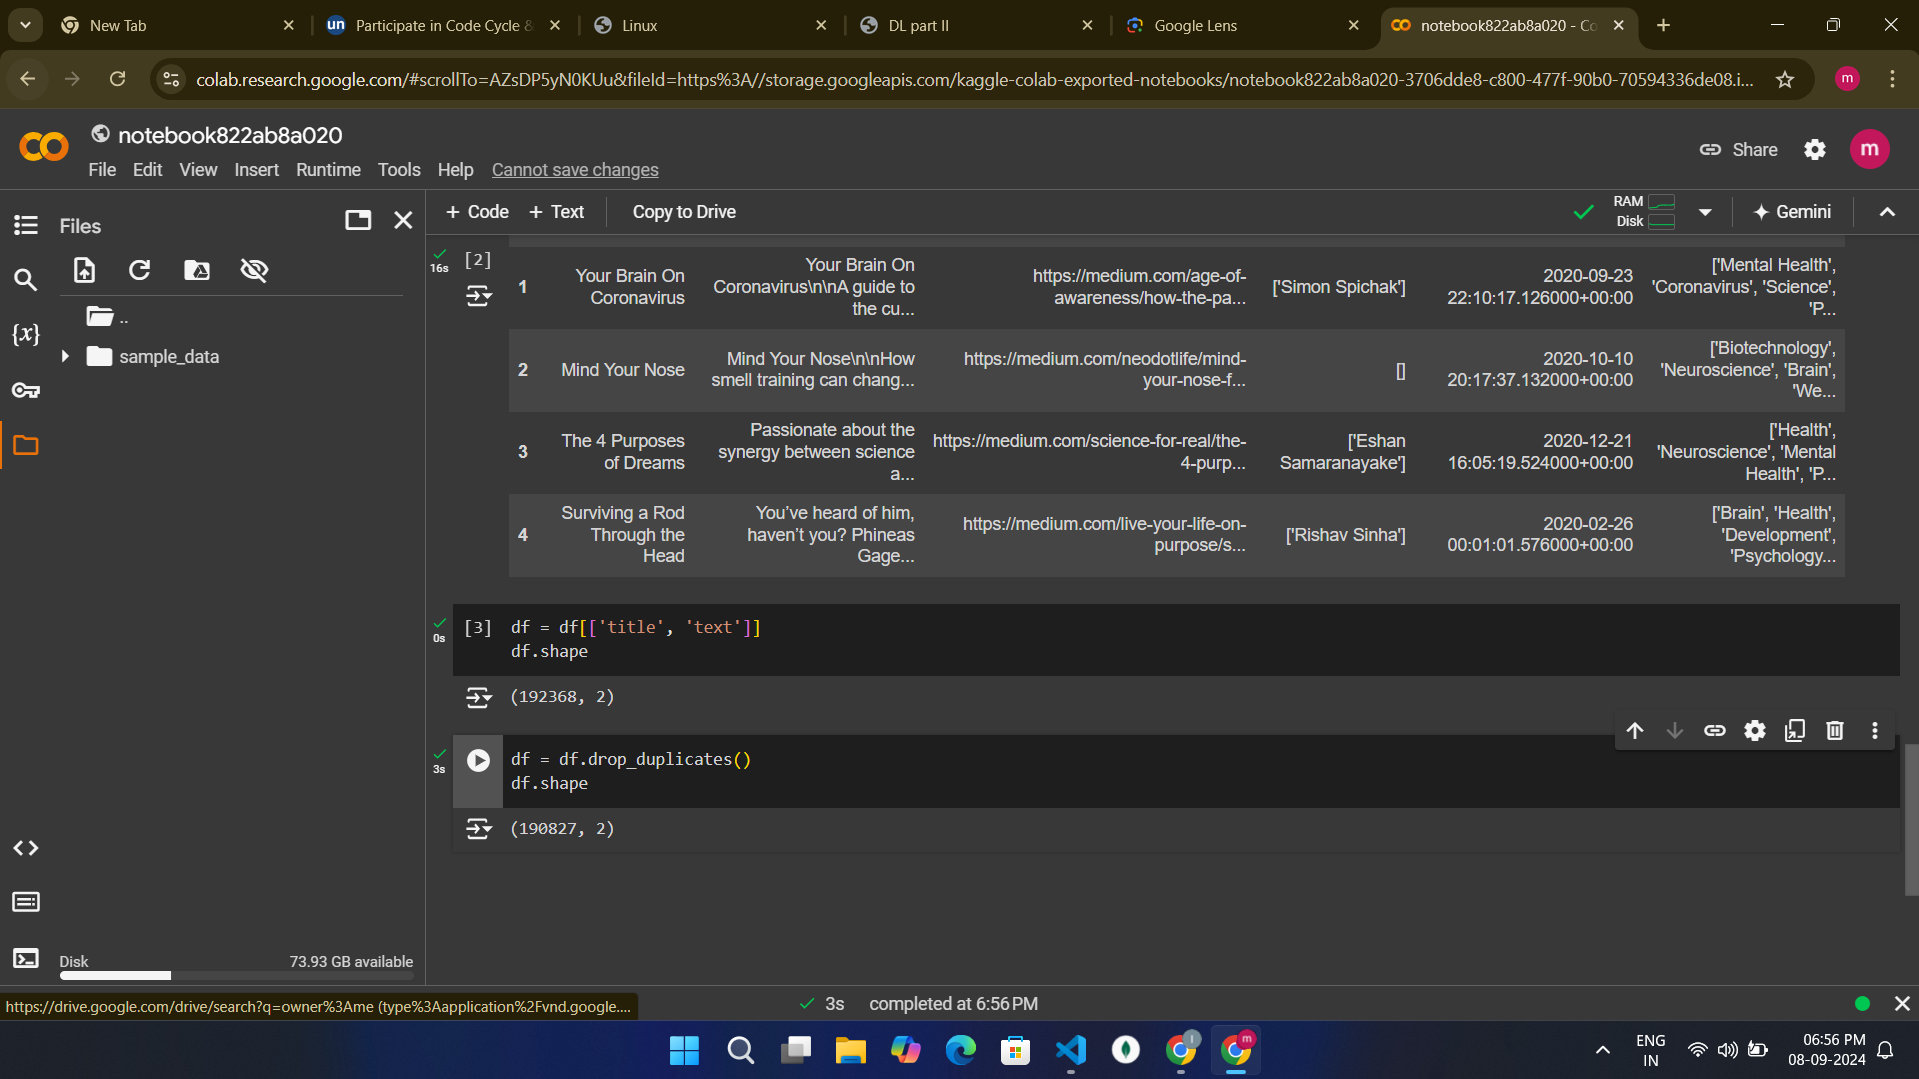 New Tab
un Participate in Code Cycle &
Linux
DL part II
Google Lens
notebook822ab8a020 - Co
colab.research.google.com/#scrollTo=AZsDP5yN0KUu&fileId=https%3A//storage.googleapis.com/kaggle-colab-exported-notebooks/notebook822ab8a020-3706dde8-c800-477f-90b0-70594336de08.i...
m
notebook822ab8a020
File Edit View Insert Runtime Tools Help Cannot save changes
Share
m
Files
+ Code + Text Copy to Drive
RAM
Disk
Gemini
..
sample_data
{x}
16s
[2]
1
Your Brain On
Coronavirus
Your Brain On
Coronavirus\n\nA guide to
the cu...
https://medium.com/age-of-
awareness/how-the-pa...
['Simon Spichak']
2020-09-23
22:10:17.126000+00:00
['Mental Health',
'Coronavirus', 'Science',
'P...
2
Mind Your Nose
Mind Your Nose\n\nHow
smell training can chang...
https://medium.com/neodotlife/mind-
your-nose-f...
[]
2020-10-10
20:17:37.132000+00:00
['Biotechnology',
'Neuroscience', 'Brain',
'We...
3
The 4 Purposes
of Dreams
Passionate about the
synergy between science
a...
https://medium.com/science-for-real/the-
4-purp...
['Eshan
Samaranayake']
2020-12-21
16:05:19.524000+00:00
['Health',
'Neuroscience', 'Mental
Health', 'P...
4
Surviving a Rod
Through the
Head
You’ve heard of him,
haven’t you? Phineas
Gage...
https://medium.com/live-your-life-on-
purpose/s...
['Rishav Sinha']
2020-02-26
00:01:01.576000+00:00
['Brain', 'Health',
'Development',
'Psychology...
0s
[3] df = df[['title', 'text']]
df.shape
(192368, 2)
3s
df = df.drop_duplicates()
df.shape
(190827, 2)
Disk 73.93 GB available
https://drive.google.com/drive/search?q=owner%3Ame (type%3Aapplication%2Fvnd.google....
3s completed at 6:56 PM
m
ENG
IN
06:56 PM
08-09-2024